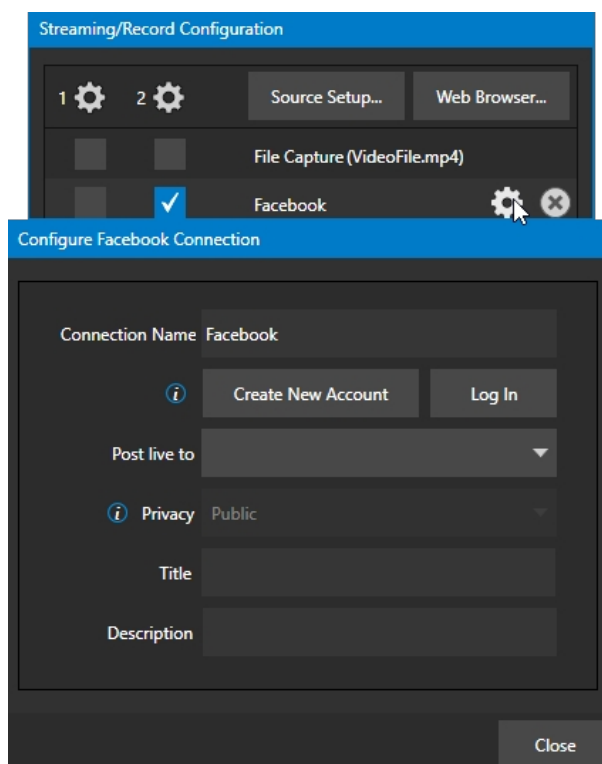 Streaming/Record Configuration
1 2 Source Setup... Web Browser...
File Capture (VideoFile.mp4)
Facebook
Configure Facebook Connection
Connection Name Facebook
i Create New Account Log In
Post live to
i Privacy Public
Title
Description
Close